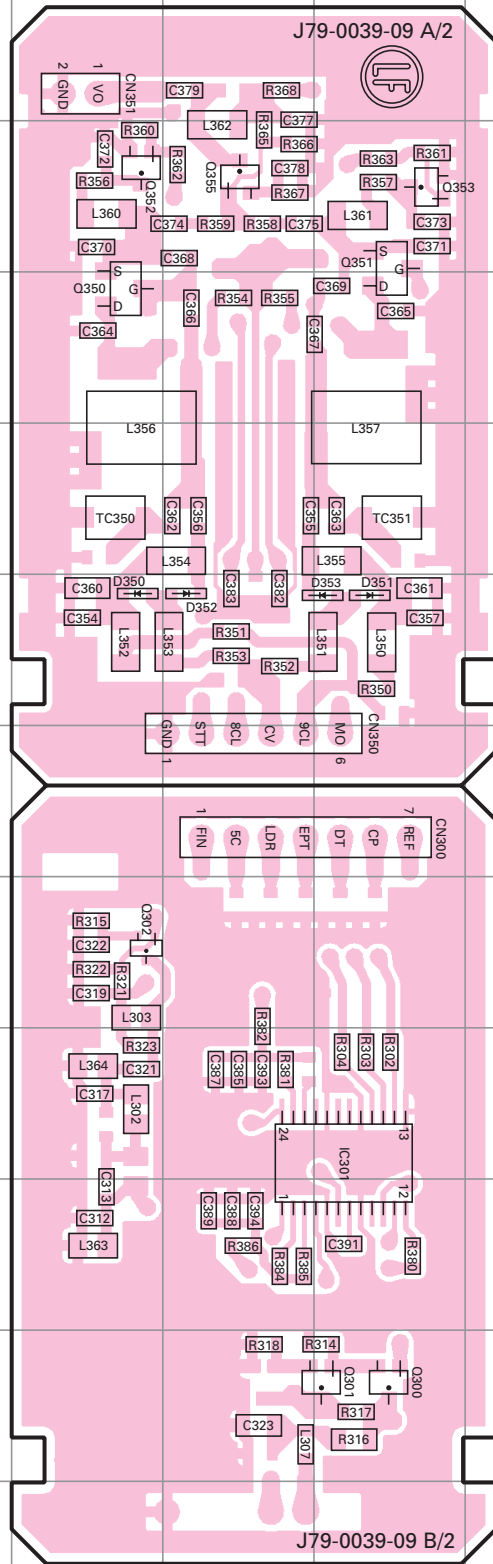 J79-0039-09 A/2
LF
CN351
1 VO
2 GND
C379
R368
L362
C377
R360
R365
R366
C372
R362
Q355
C378
R363
R361
R356
Q352
R367
R357
Q353
L360
L361
C374
R359
R358
C375
C373
C370
C368
Q351
S
G
D
C371
Q350
S
G
D
C369
C366
R354
R355
C365
C364
C367
L356
L357
TC350
C362
C356
C355
C363
TC351
L354
L355
C360
D350
D352
C383
C382
D353
D351
C361
C354
L352
L353
R351
L351
L350
C357
R353
R352
R350
GND 1
STT
8CL
CV
9CL
MO 6
CN350
1 FIN
5C
LDR
EPT
DT
CP
7 REF
CN300
R315
Q302
C322
R322
R321
C319
L303
R382
R323
R304
R303
R302
L364
C321
C387
C385
C393
R381
C317
L302
24
13
IC301
C313
1
12
C389
C388
C394
C312
L363
R386
C391
R380
R384
R385
R318
R314
Q301
Q300
R317
C323
L307
R316
J79-0039-09 B/2